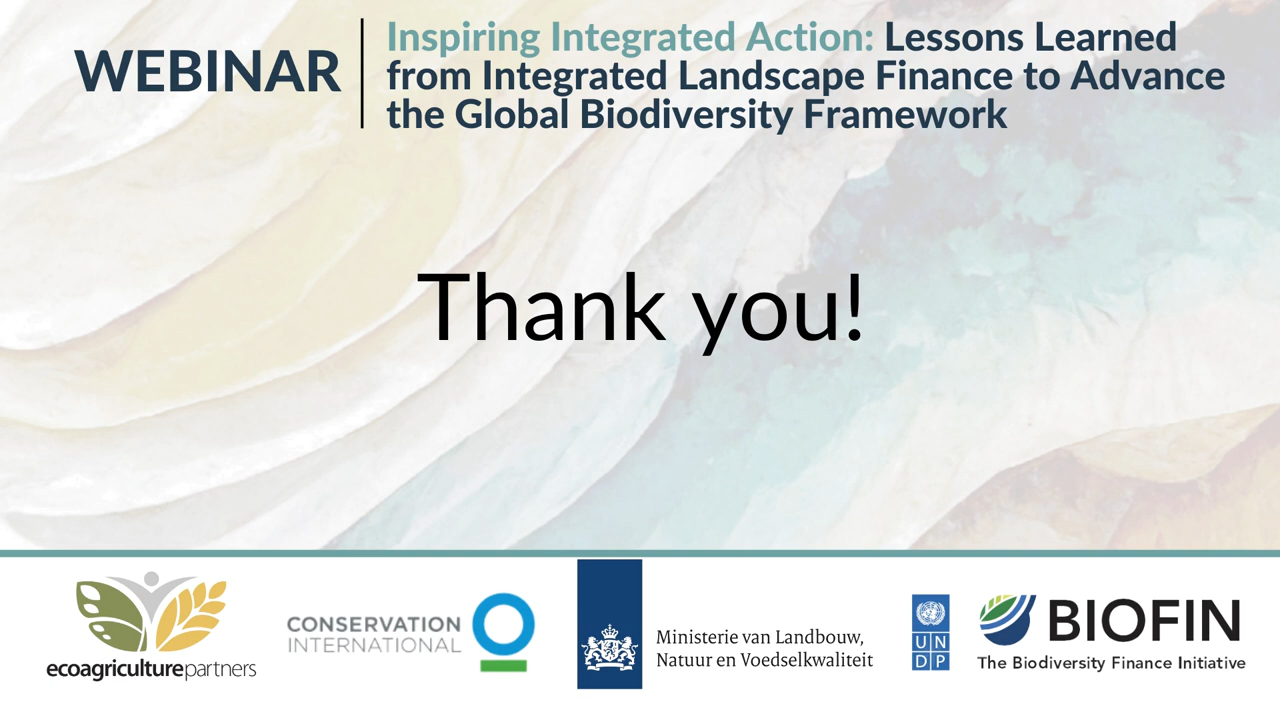 WEBINAR
Inspiring Integrated Action: Lessons Learned
from Integrated Landscape Finance to Advance
the Global Biodiversity Framework
Thank you!
ecoagriculturepartners
CONSERVATION
INTERNATIONAL
Ministerie van Landbouw,
Natuur en Voedselkwaliteit
U N
D P
BIOFIN
The Biodiversity Finance Initiative